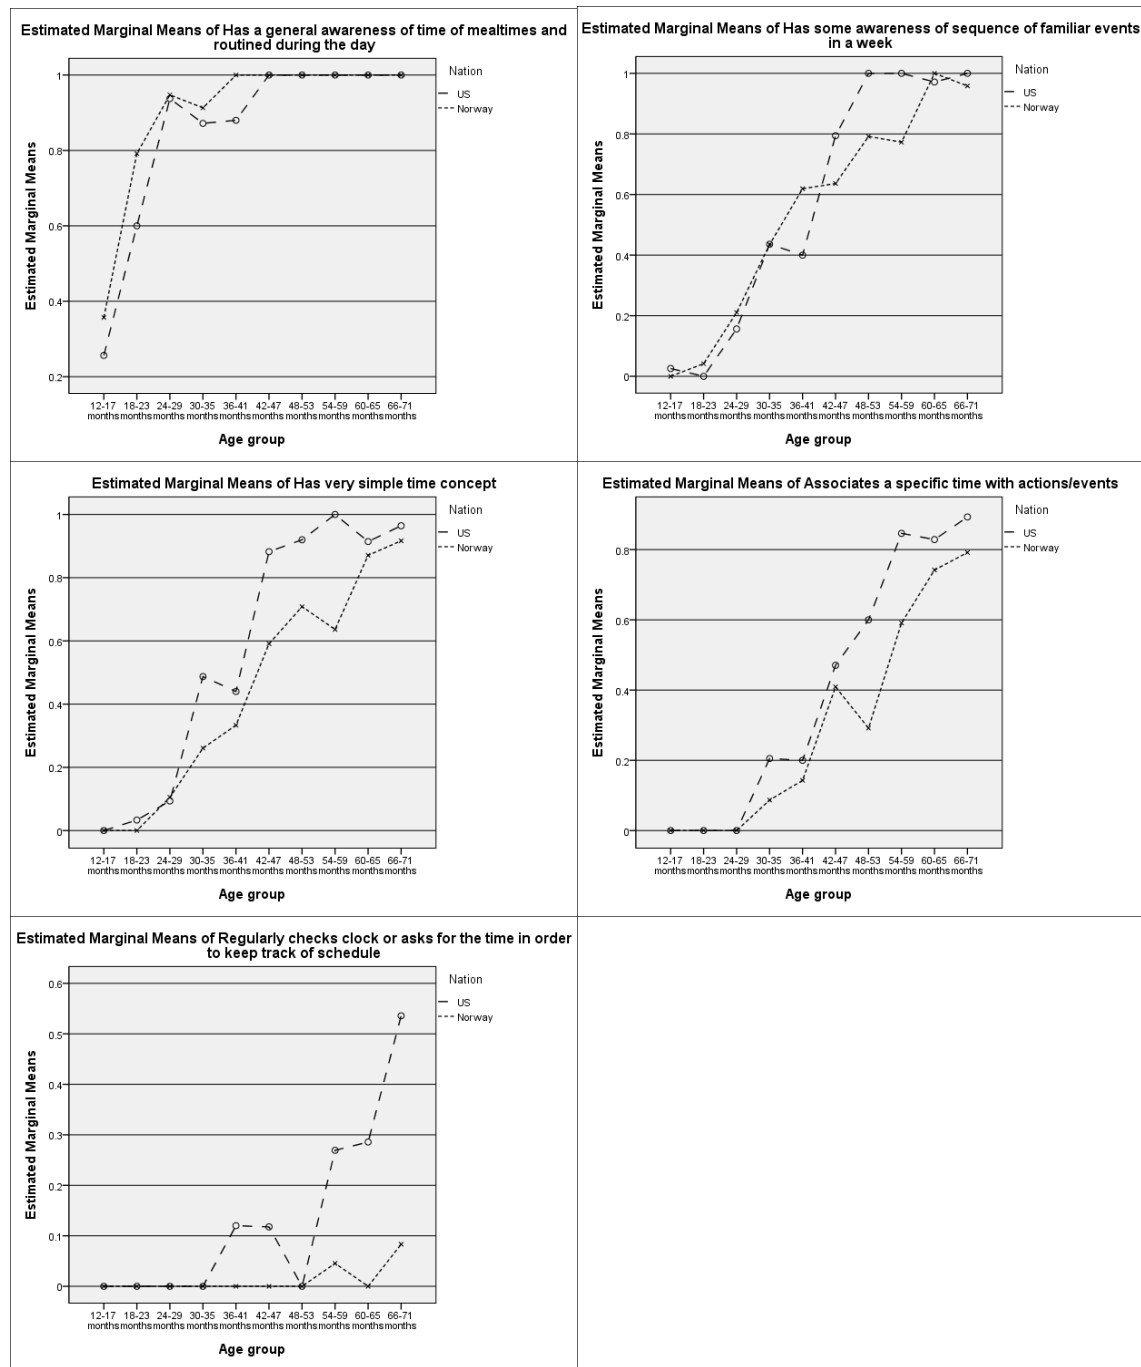 Estimated Marginal Means of Has a general awareness of time of mealtimes and
routined during the day
Nation
US
Norway
Estimated Marginal Means
1
0.8
0.6
0.4
0.2
12-17 months
18-23 months
24-29 months
30-35 months
36-41 months
42-47 months
48-53 months
54-59 months
60-65 months
66-71 months
Age group
Estimated Marginal Means of Has some awareness of sequence of familiar events
in a week
Nation
US
Norway
Estimated Marginal Means
1
0.8
0.6
0.4
0.2
0
12-17 months
18-23 months
24-29 months
30-35 months
36-41 months
42-47 months
48-53 months
54-59 months
60-65 months
66-71 months
Age group
Estimated Marginal Means of Has very simple time concept
Nation
US
Norway
Estimated Marginal Means
1
0.8
0.6
0.4
0.2
0
12-17 months
18-23 months
24-29 months
30-35 months
36-41 months
42-47 months
48-53 months
54-59 months
60-65 months
66-71 months
Age group
Estimated Marginal Means of Associates a specific time with actions/events
Nation
US
Norway
Estimated Marginal Means
0.8
0.6
0.4
0.2
0
12-17 months
18-23 months
24-29 months
30-35 months
36-41 months
42-47 months
48-53 months
54-59 months
60-65 months
66-71 months
Age group
Estimated Marginal Means of Regularly checks clock or asks for the time in order
to keep track of schedule
Nation
US
Norway
Estimated Marginal Means
0.6
0.5
0.4
0.3
0.2
0.1
0
12-17 months
18-23 months
24-29 months
30-35 months
36-41 months
42-47 months
48-53 months
54-59 months
60-65 months
66-71 months
Age group